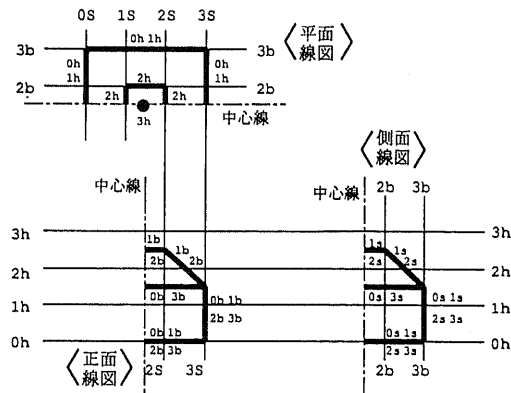 0S 1S 2S 3S
〈平面線図〉
3b 0h 1h 3b
0h 0h
1h 2h 1h
2b 2h 2h 2b
3h 中心線
〈側面線図〉
中心線 中心線 2b 3b
3h 1b 1s 3h
1b 1s
2h 2b 2b 2s 2s 2h
0b 3b 0b 1b 0s 3s 0s 1s
1h 1h
2b 3b 2s 3s
0b 1b 0s 1s
0h 2b 3b 2s 3s 0h
〈正面線図〉 2S 3S 2b 3b